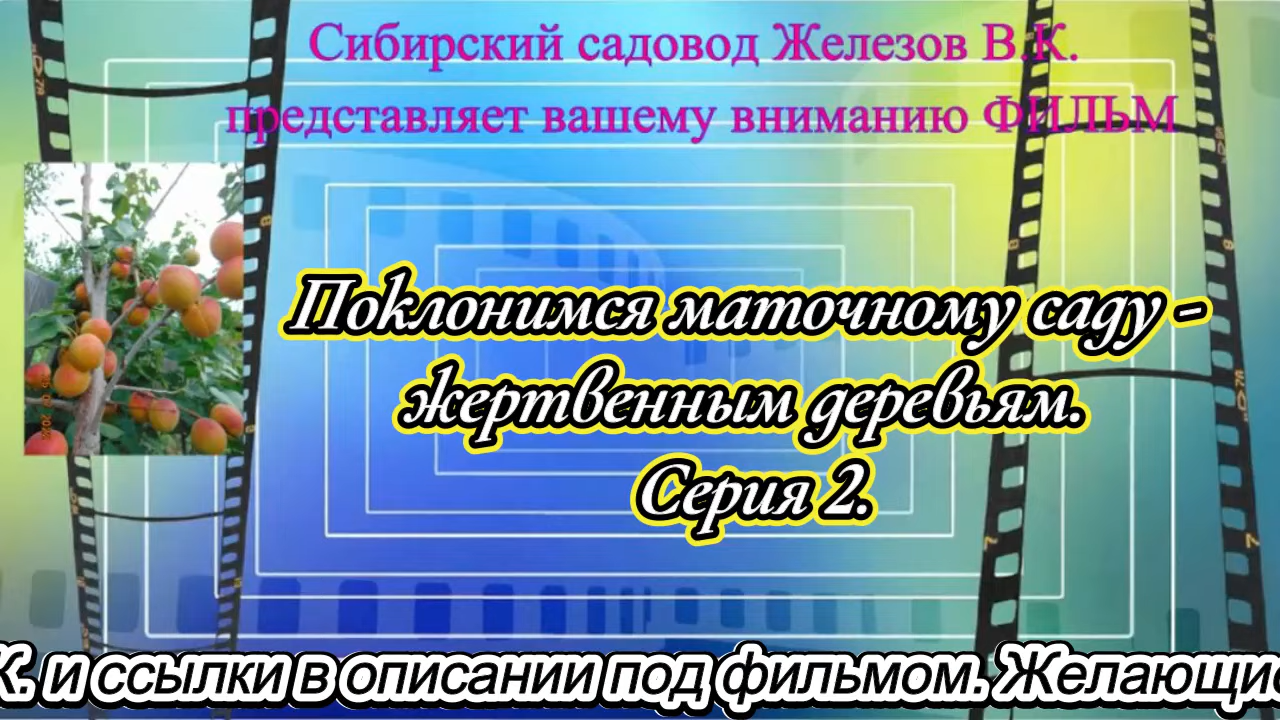 Сибирский садовод Железов В.К.
представляет вашему вниманию ФИЛЬМ
Поклонимся маточному саду -
жертвенным деревьям.
Серия 2.
К. и ссылки в описании под фильмом. Желающие